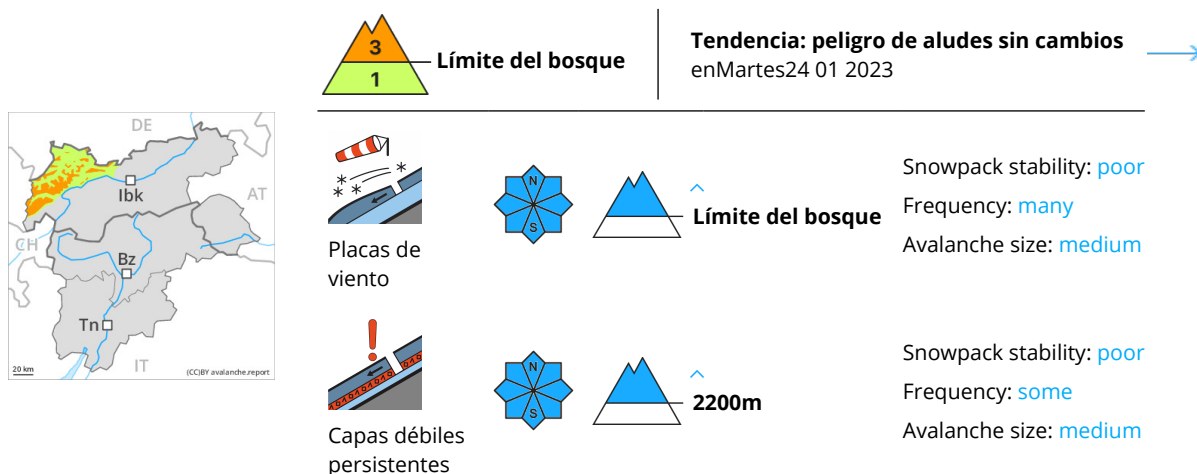 3
1
Límite del bosque
Tendencia: peligro de aludes sin cambios
enMartes24 01 2023
DE
AT
CH
IT
Ibk
Bz
Tn
20 km
(CC)BY avalanche.report
Placas de
viento
N
S
Límite del bosque
Snowpack stability: poor
Frequency: many
Avalanche size: medium
Capas débiles
persistentes
N
S
2200m
Snowpack stability: poor
Frequency: some
Avalanche size: medium